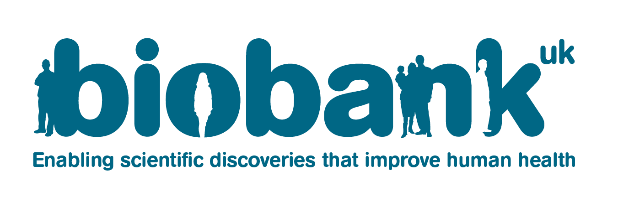 biobank uk
Enabling scientific discoveries that improve human health